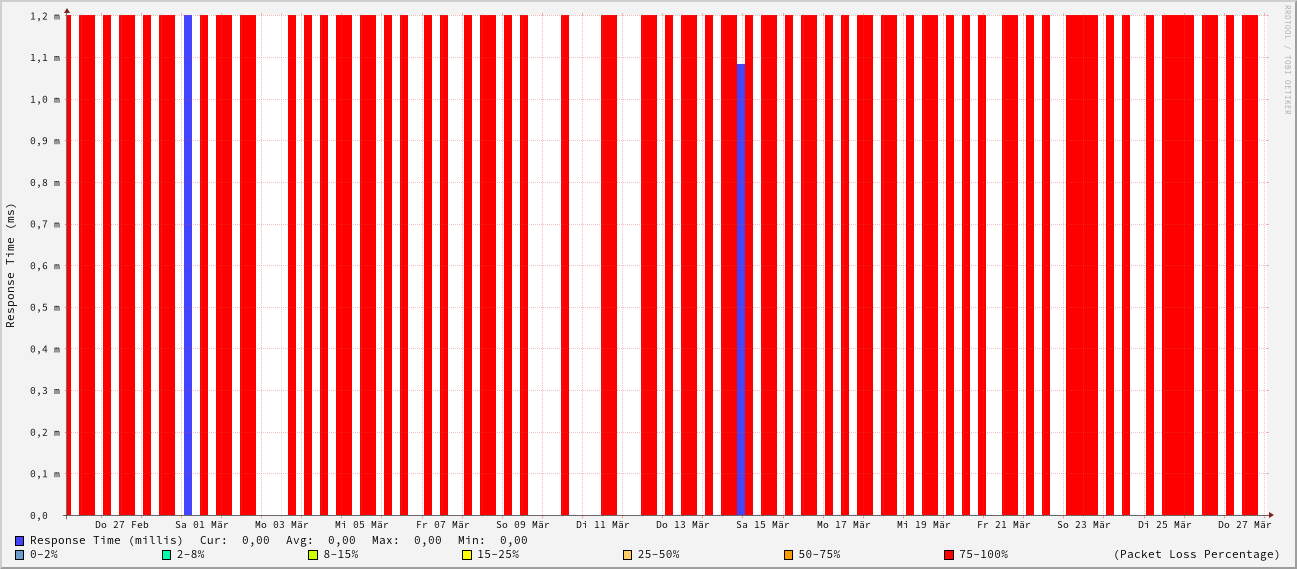 RRDTOOL / TOBI OETIKER
Response Time (ms)
1,2 m
1,1 m
1,0 m
0,9 m
0,8 m
0,7 m
0,6 m
0,5 m
0,4 m
0,3 m
0,2 m
0,1 m
0,0
Do 27 Feb Sa 01 Mär Mo 03 Mär Mi 05 Mär Fr 07 Mär So 09 Mär Di 11 Mär Do 13 Mär Sa 15 Mär Mo 17 Mär Mi 19 Mär Fr 21 Mär So 23 Mär Di 25 Mär Do 27 Mär
Response Time (millis) Cur: 0,00 Avg: 0,00 Max: 0,00 Min: 0,00
0-2% 2-8% 8-15% 15-25% 25-50% 50-75% 75-100% (Packet Loss Percentage)